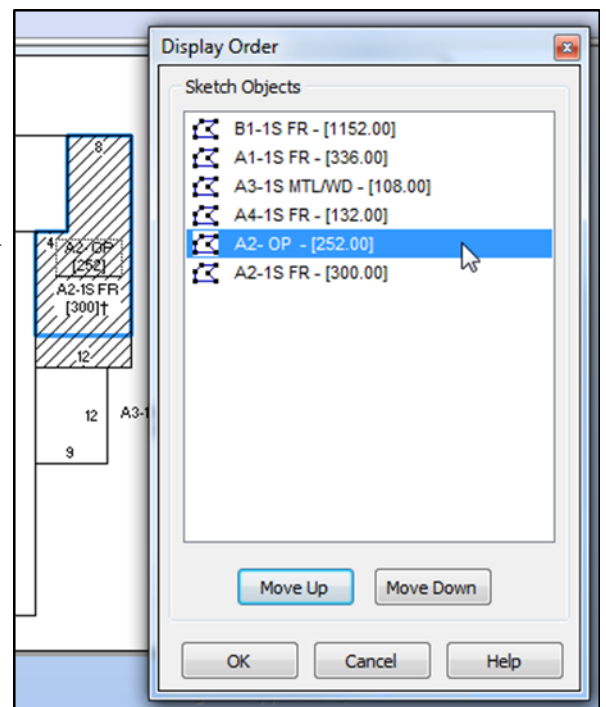 Display Order
Sketch Objects
B1-1S FR - [1152.00]
A1-1S FR - [336.00]
A3-1S MTL/WD - [108.00]
A4-1S FR - [132.00]
A2- OP - [252.00]
A2-1S FR - [300.00]
Move Up
Move Down
OK
Cancel
Help
8
4
A2- OP
[252]
A2-1S FR
[300]†
12
12
A3-1
9